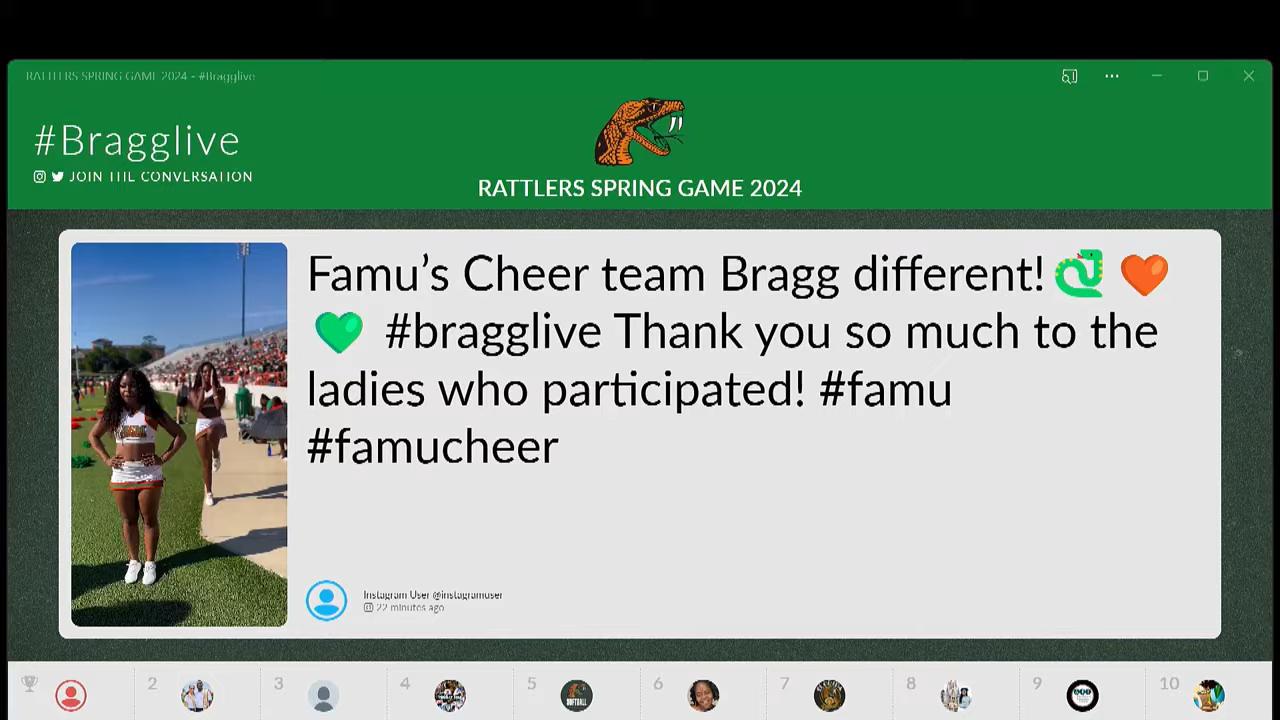 RATTLERS SPRING GAME 2024 - #Bragglive
#Bragglive
JOIN THE CONVERSATION
RATTLERS SPRING GAME 2024
Famu’s Cheer team Bragg different!🐍 🧡
💚 #bragglive Thank you so much to the
ladies who participated! #famu
#famucheer
Instagram User @instagramuser
22 minutes ago
2 3 4 5 6 7 8 9 10
SOFTBALL